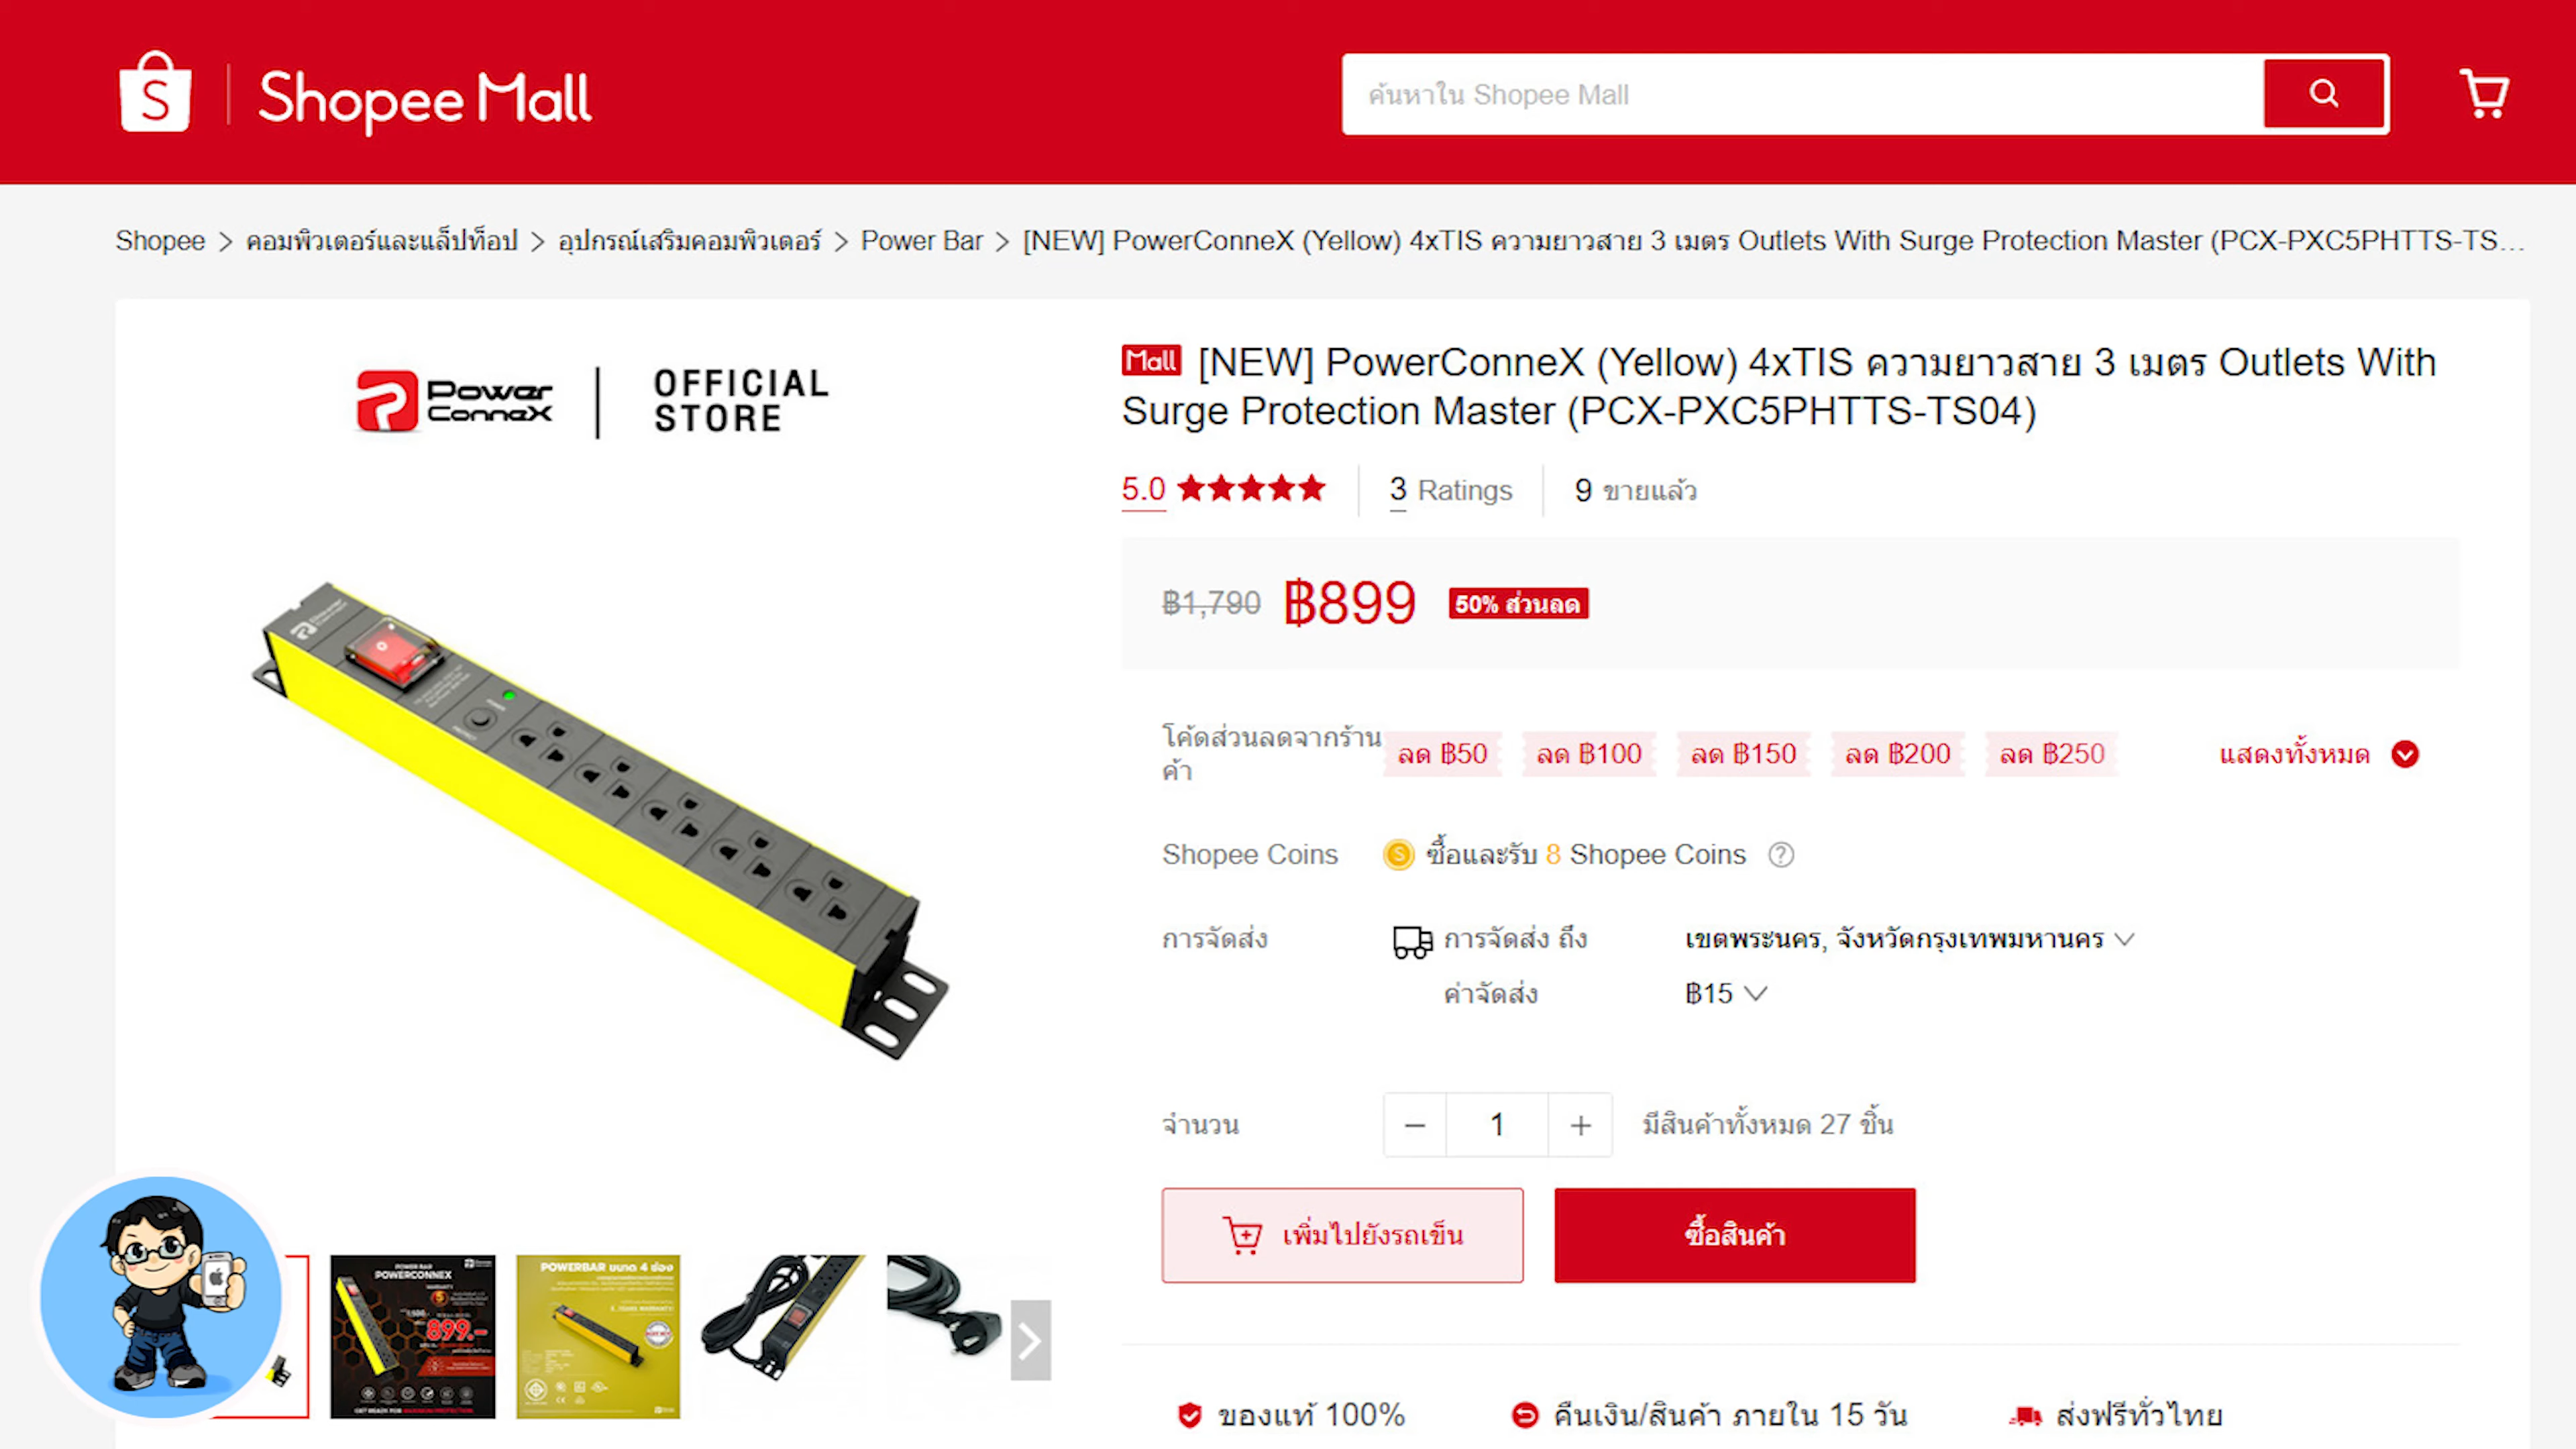 S
Shopee Mall
ค้นหาใน Shopee Mall
Shopee > คอมพิวเตอร์และแล็ปท็อป > อุปกรณ์เสริมคอมพิวเตอร์ > Power Bar > [NEW] PowerConneX (Yellow) 4xTIS ความยาวสาย 3 เมตร Outlets With Surge Protection Master (PCX-PXC5PHTTS-TS...
Power
ConneX
OFFICIAL
STORE
Mall [NEW] PowerConneX (Yellow) 4xTIS ความยาวสาย 3 เมตร Outlets With
Surge Protection Master (PCX-PXC5PHTTS-TS04)
5.0
3 Ratings
9 ขายแล้ว
฿1,790 ฿899 50% ส่วนลด
โค้ดส่วนลดจากร้าน
ค้า
ลด ฿50 ลด ฿100 ลด ฿150 ลด ฿200 ลด ฿250
แสดงทั้งหมด
Shopee Coins ซื้อและรับ 8 Shopee Coins ?
การจัดส่ง การจัดส่ง ถึง เขตพระนคร, จังหวัดกรุงเทพมหานคร
ค่าจัดส่ง ฿15
จำนวน − 1 + มีสินค้าทั้งหมด 27 ชิ้น
เพิ่มไปยังรถเข็น
ซื้อสินค้า
POWER BAR
POWERCONNEX
899.-
POWERBAR ขนาด 4 ช่อง
ของแท้ 100%
คืนเงิน/สินค้า ภายใน 15 วัน
ส่งฟรีทั่วไทย